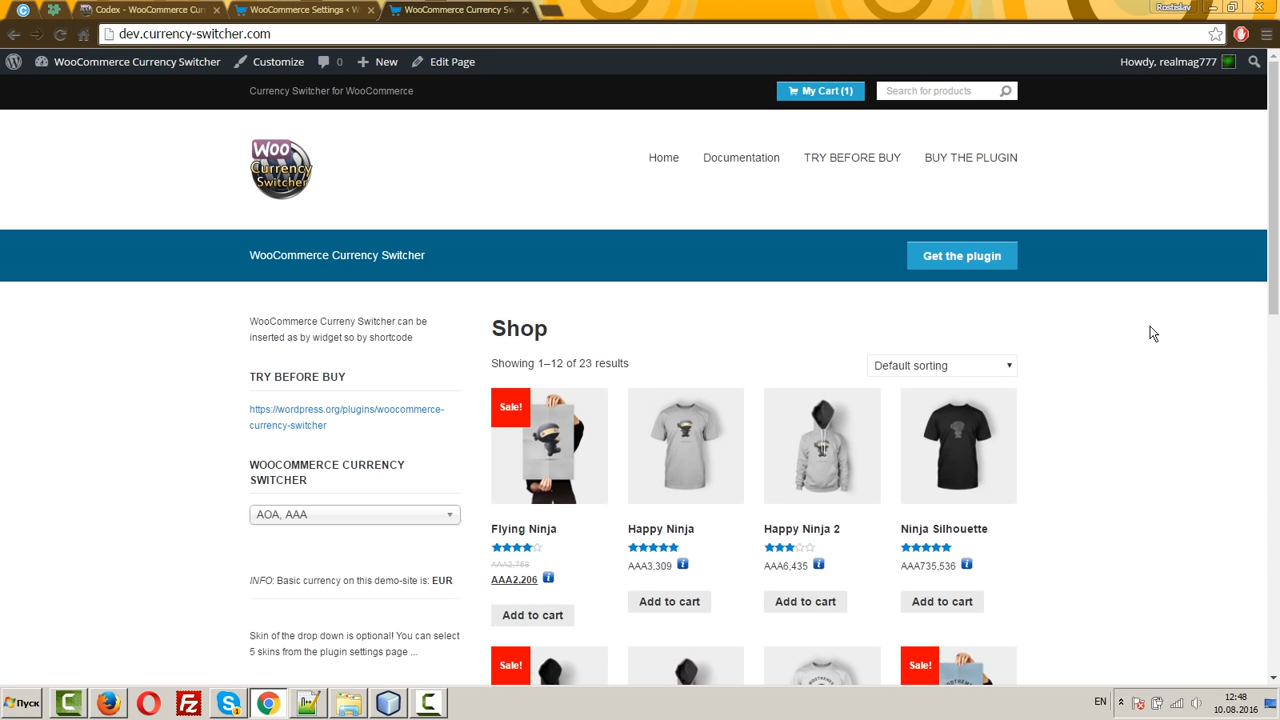 Rostislav
Codes - Documentation
WooCommerce Settings ‹ W
WooCommerce Currency Sw
dev.currency-switcher.com
WooCommerce Currency Switcher
Customize
0
New
Edit Page
Howdy, realmag777
Currency Switcher for WooCommerce
My Cart (1)
Search for products
Woo
Currency
Switcher
Home
Documentation
TRY BEFORE BUY
BUY THE PLUGIN
WooCommerce Currency Switcher
Get the plugin
WooCommerce Curreny Switcher can be
inserted as by widget so by shortcode
TRY BEFORE BUY
https://wordpress.org/plugins/woocommerce-
currency-switcher
WOOCOMMERCE CURRENCY
SWITCHER
AOA, AAA
INFO: Basic currency on this demo-site is: EUR
Skin of the drop down is optional! You can select
5 skins from the plugin settings page ...
Shop
Showing 1–12 of 23 results
Default sorting
Sale!
Flying Ninja
AAA2,206
Add to cart
Happy Ninja
AAA3,309
Add to cart
Happy Ninja 2
AAA6,435
Add to cart
Ninja Silhouette
AAA735,536
Add to cart
Sale!
Sale!
Пуск
EN
12:48
10.08.2016